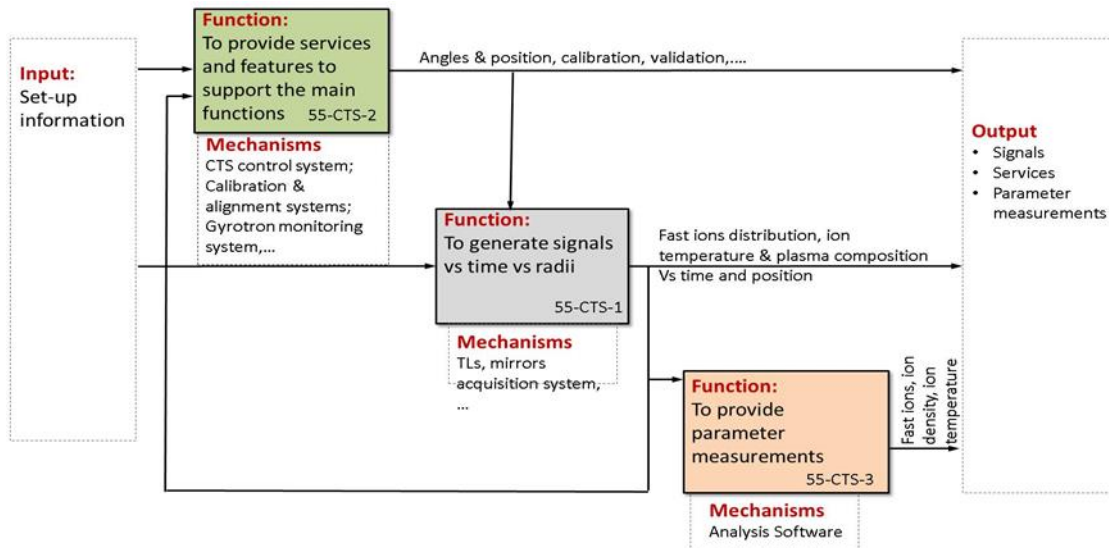 Input:
Set-up
information
Function:
To provide services
and features to
support the main
functions
55-CTS-2
Mechanisms
CTS control system;
Calibration &
alignment systems;
Gyrotron monitoring
system,...
Angles & position, calibration, validation,....
Function:
To generate signals
vs time vs radii
55-CTS-1
Mechanisms
TLs, mirrors
acquisition system,
...
Fast ions distribution, ion
temperature & plasma composition
Vs time and position
Function:
To provide
parameter
measurements
55-CTS-3
Mechanisms
Analysis Software
Fast ions, ion
density, ion
temperature
Output
• Signals
• Services
• Parameter
measurements